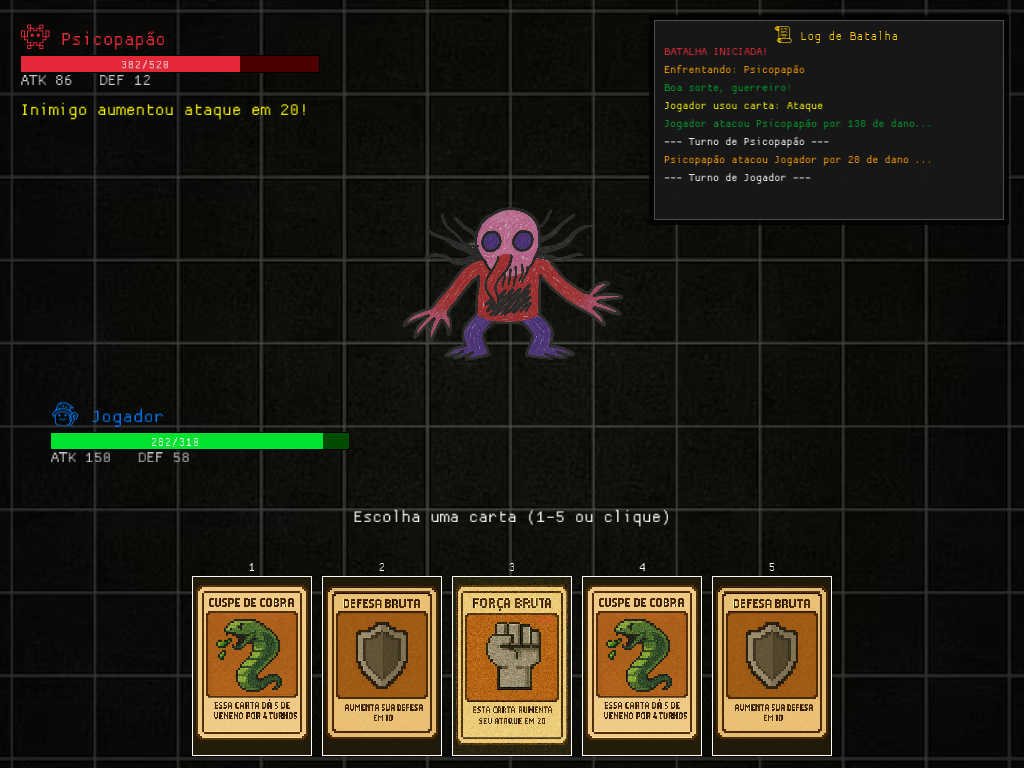 Psicopapão
382/520
ATK 86 DEF 12
Inimigo aumentou ataque em 20!
Log de Batalha
BATALHA INICIADA!
Enfrentando: Psicopapão
Boa sorte, guerreiro!
Jogador usou carta: Ataque
Jogador atacou Psicopapão por 138 de dano...
--- Turno de Psicopapão ---
Psicopapão atacou Jogador por 28 de dano ...
--- Turno de Jogador ---
Jogador
282/310
ATK 150 DEF 58
Escolha uma carta (1-5 ou clique)
1
2
3
4
5
CUSPE DE COBRA
ESSA CARTA DÁ 5 DE
VENENO POR 4 TURNOS
DEFESA BRUTA
AUMENTA SUA DEFESA
EM 10
FORÇA BRUTA
ESTA CARTA AUMENTA
SEU ATAQUE EM 20
CUSPE DE COBRA
ESSA CARTA DÁ 5 DE
VENENO POR 4 TURNOS
DEFESA BRUTA
AUMENTA SUA DEFESA
EM 10